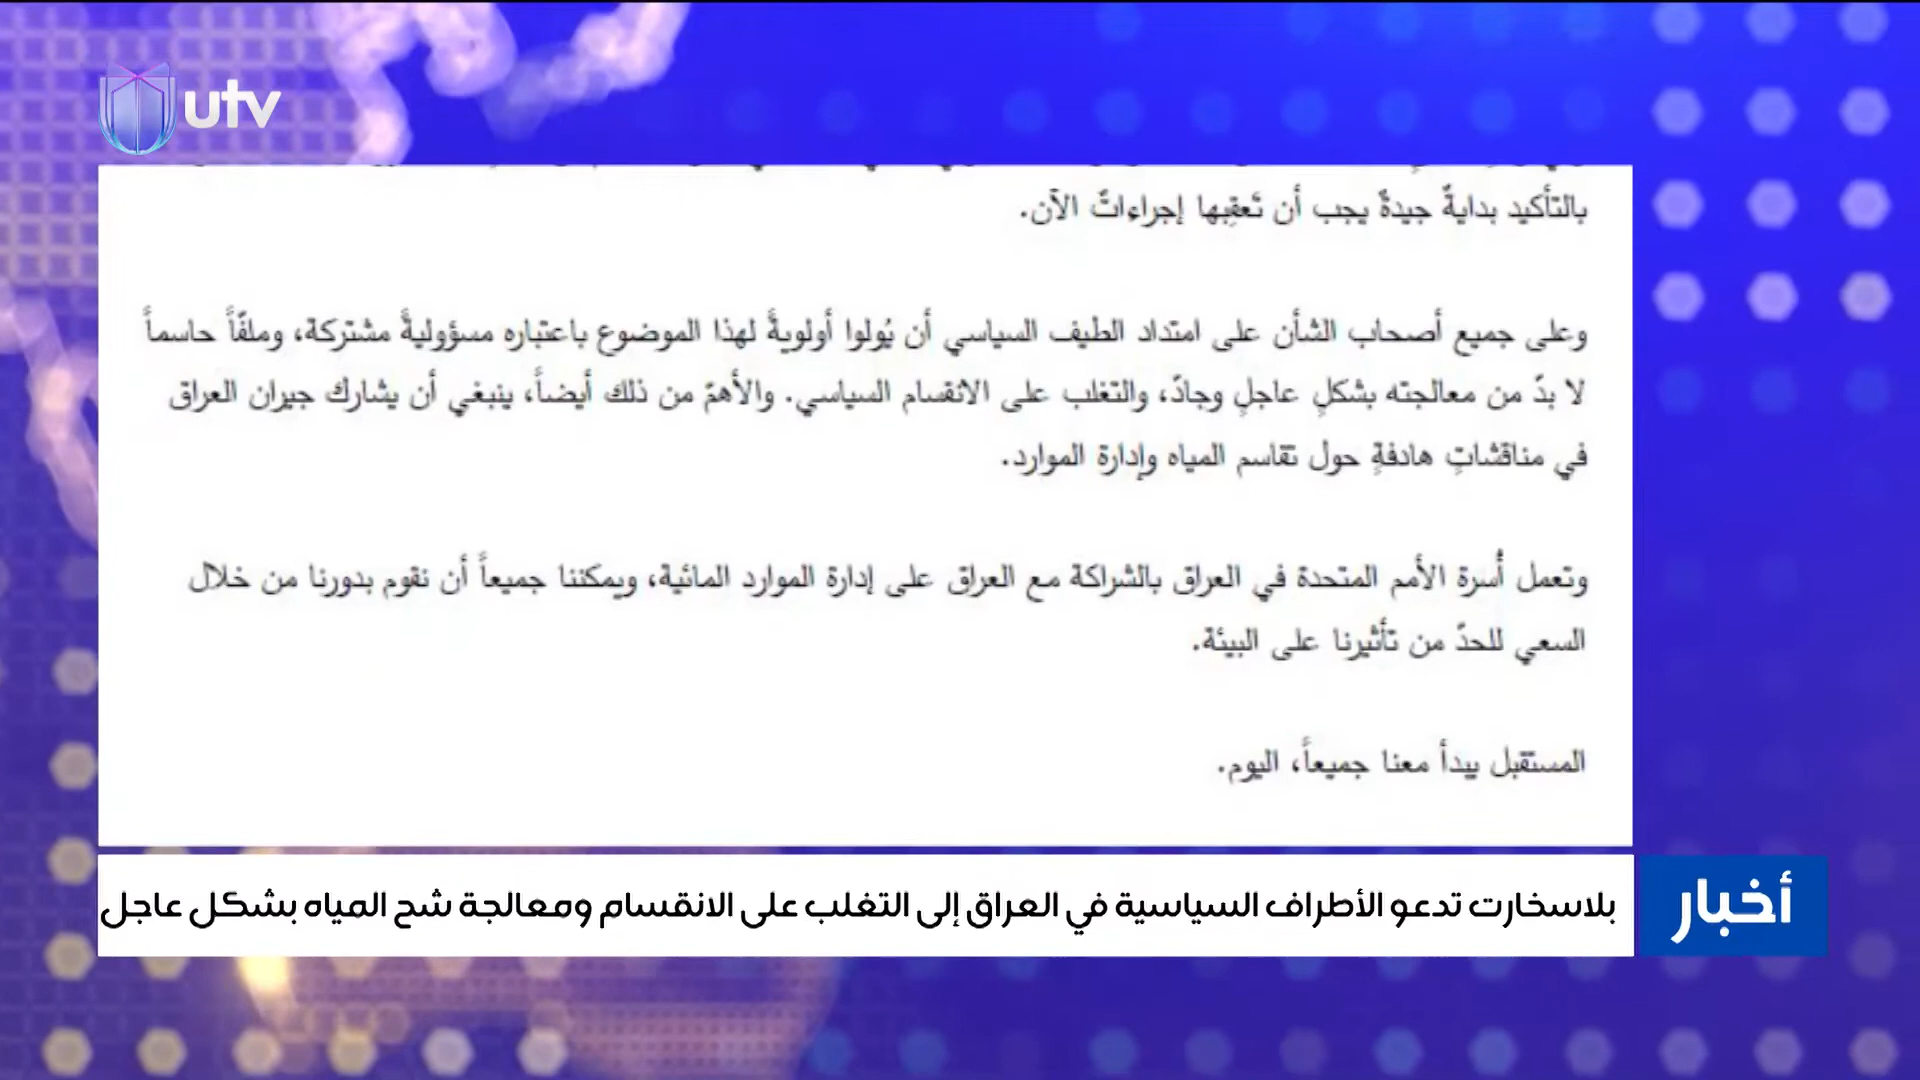 utv
بالتأكيد بدايةٌ جيدةٌ يجب أن تَعقِبها إجراءاتٌ الآن.
وعلى جميع أصحاب الشأن على امتداد الطيف السياسي أن يُولوا أولويةً لهذا الموضوع باعتباره مسؤوليةً مشتركة، وملفّاً حاسماً
لا بدّ من معالجته بشكلٍ عاجلٍ وجادّ، والتغلب على الانقسام السياسي. والأهمّ من ذلك أيضاً، ينبغي أن يشارك جيران العراق
في مناقشاتٍ هادفةٍ حول تقاسم المياه وإدارة الموارد.
وتعمل أُسرة الأمم المتحدة في العراق بالشراكة مع العراق على إدارة الموارد المائية، ويمكننا جميعاً أن نقوم بدورنا من خلال
السعي للحدّ من تأثيرنا على البيئة.
المستقبل يبدأ معنا جميعاً، اليوم.
أخبار
بلاسخارت تدعو الأطراف السياسية في العراق إلى التغلب على الانقسام ومعالجة شح المياه بشكل عاجل